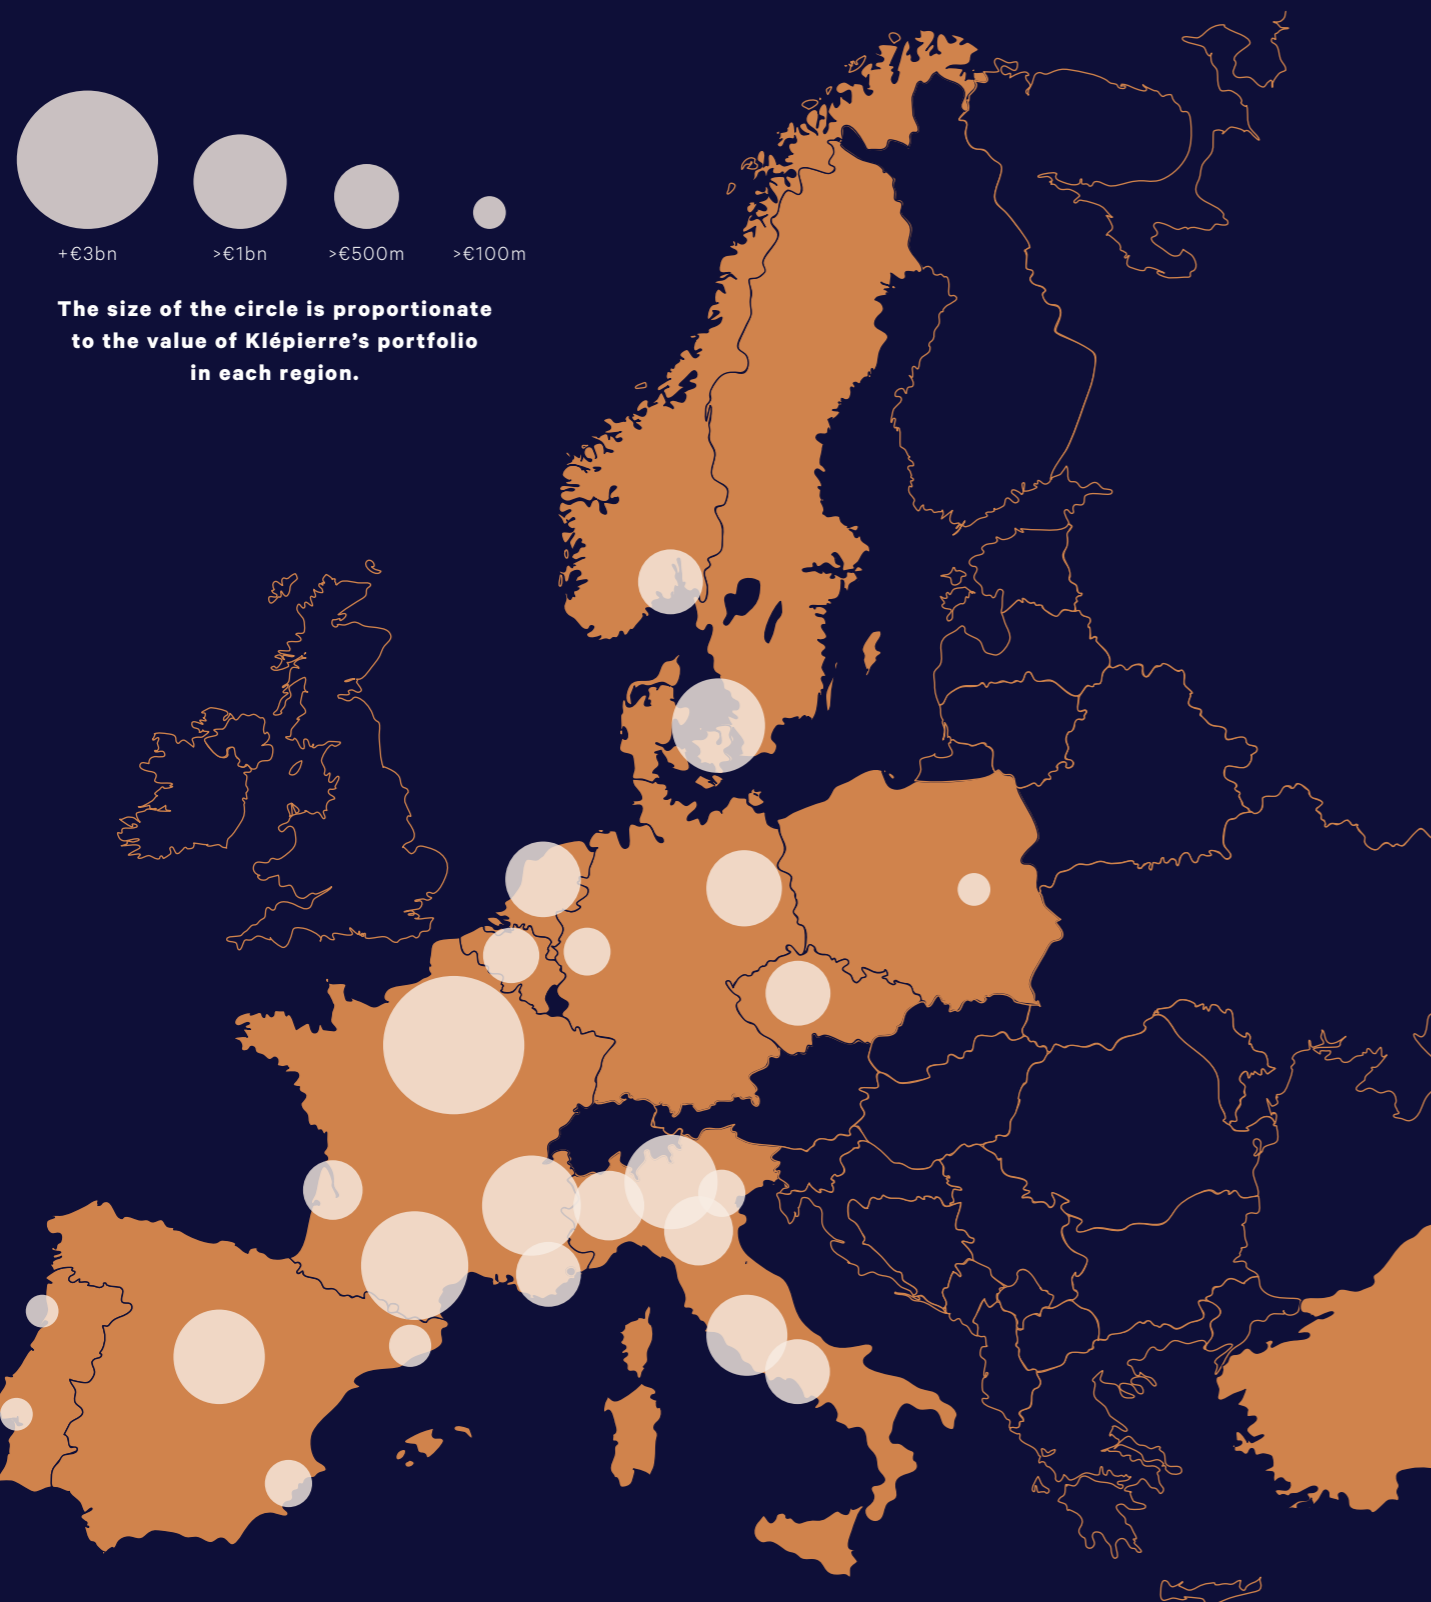 +€3bn
>€1bn
>€500m
>€100m
The size of the circle is proportionate
to the value of Klépierre’s portfolio
in each region.